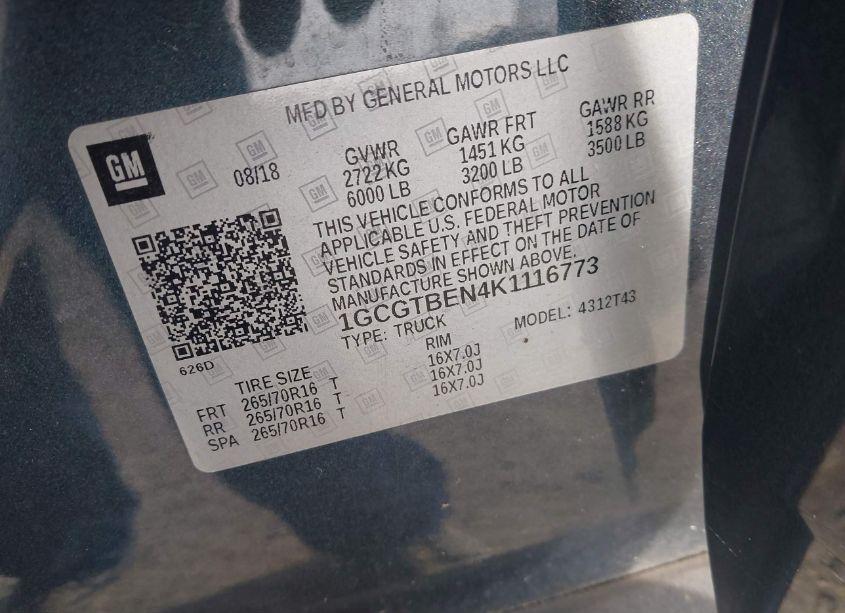 MFD BY GENERAL MOTORS LLC
GM
08/18
GVWR GAWR FRT GAWR RR
2722 KG 1451 KG 1588 KG
6000 LB 3200 LB 3500 LB
THIS VEHICLE CONFORMS TO ALL
APPLICABLE U.S. FEDERAL MOTOR
VEHICLE SAFETY AND THEFT PREVENTION
STANDARDS IN EFFECT ON THE DATE OF
MANUFACTURE SHOWN ABOVE.
1GCGTBEN4K1116773
TYPE: TRUCK MODEL: 4312T43
626D
TIRE SIZE RIM
FRT 265/70R16 T 16X7.0J
RR 265/70R16 T 16X7.0J
SPA 265/70R16 T 16X7.0J